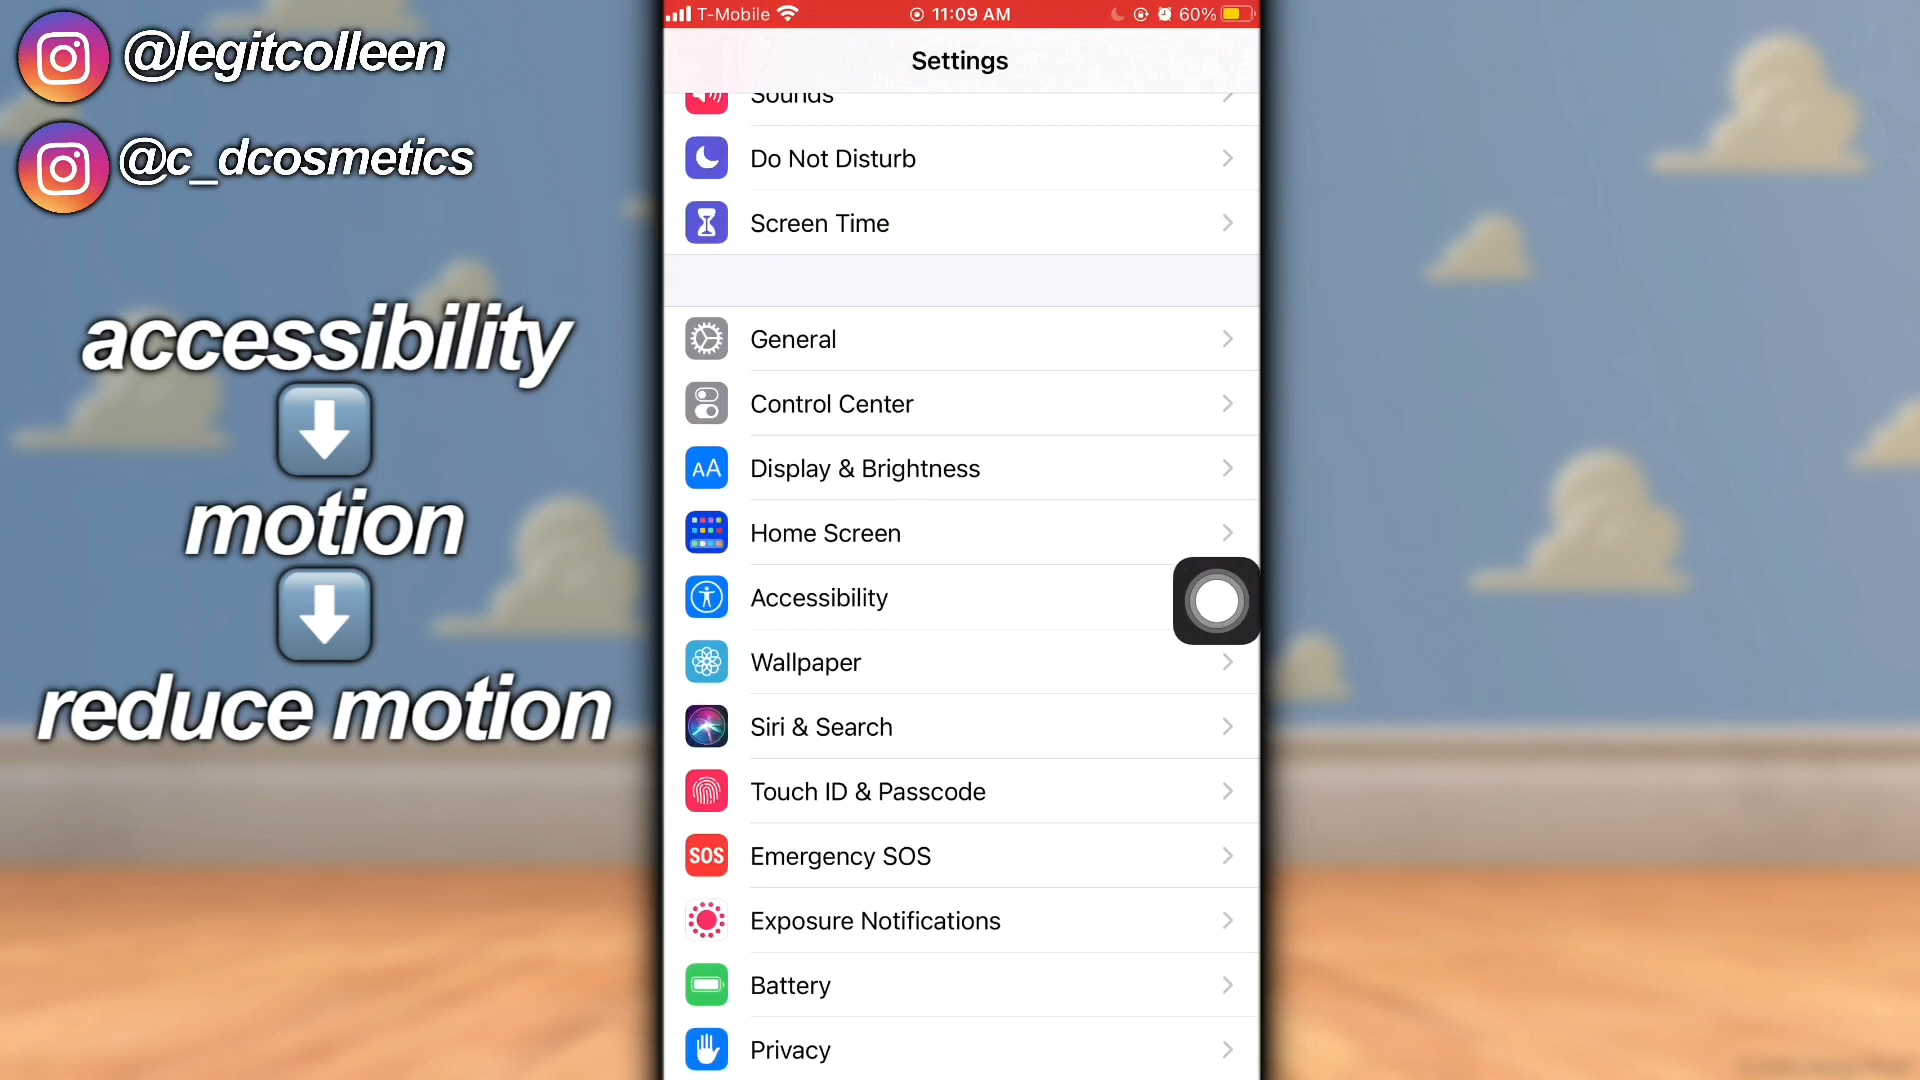 @legitcolleen
@c_dcosmetics
accessibility
motion
reduce motion
T-Mobile 11:09 AM 60%
Settings
Sounds
Do Not Disturb
Screen Time
General
Control Center
AA Display & Brightness
Home Screen
Accessibility
Wallpaper
Siri & Search
Touch ID & Passcode
SOS Emergency SOS
Exposure Notifications
Battery
Privacy